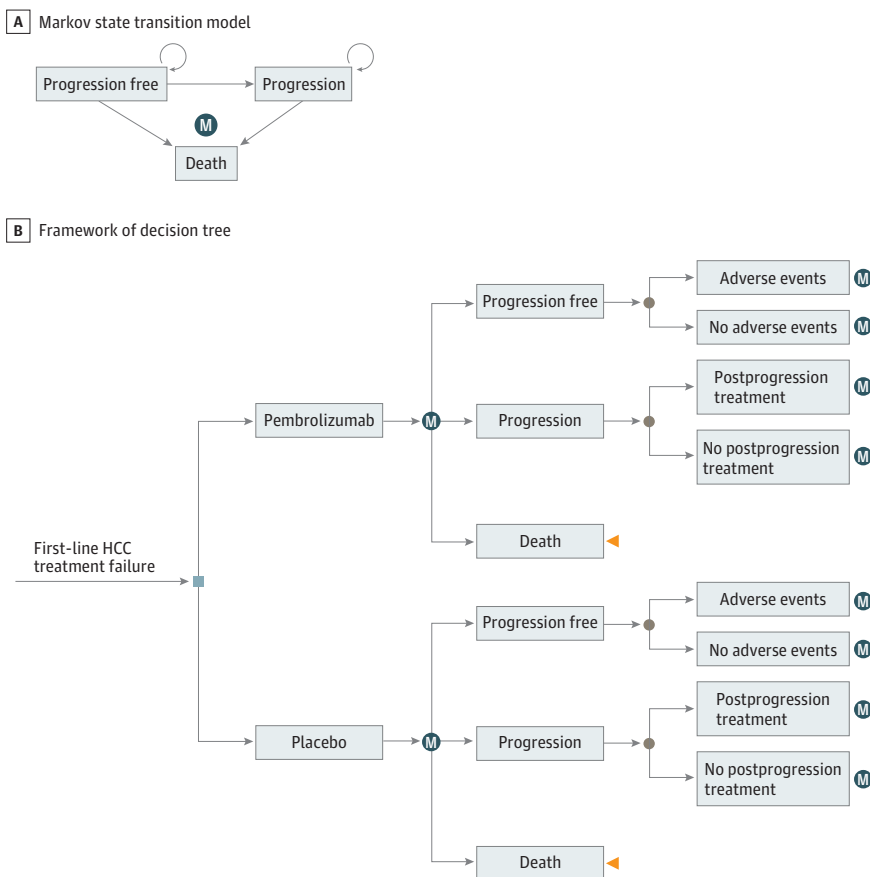 A Markov state transition model
Progression free
Progression
M
Death
B Framework of decision tree
Adverse events M
Progression free
No adverse events M
Postprogression
treatment M
Pembrolizumab M Progression
No postprogression
treatment M
Death
First-line HCC
treatment failure
Adverse events M
Progression free
No adverse events M
Postprogression
treatment M
Placebo M Progression
No postprogression
treatment M
Death